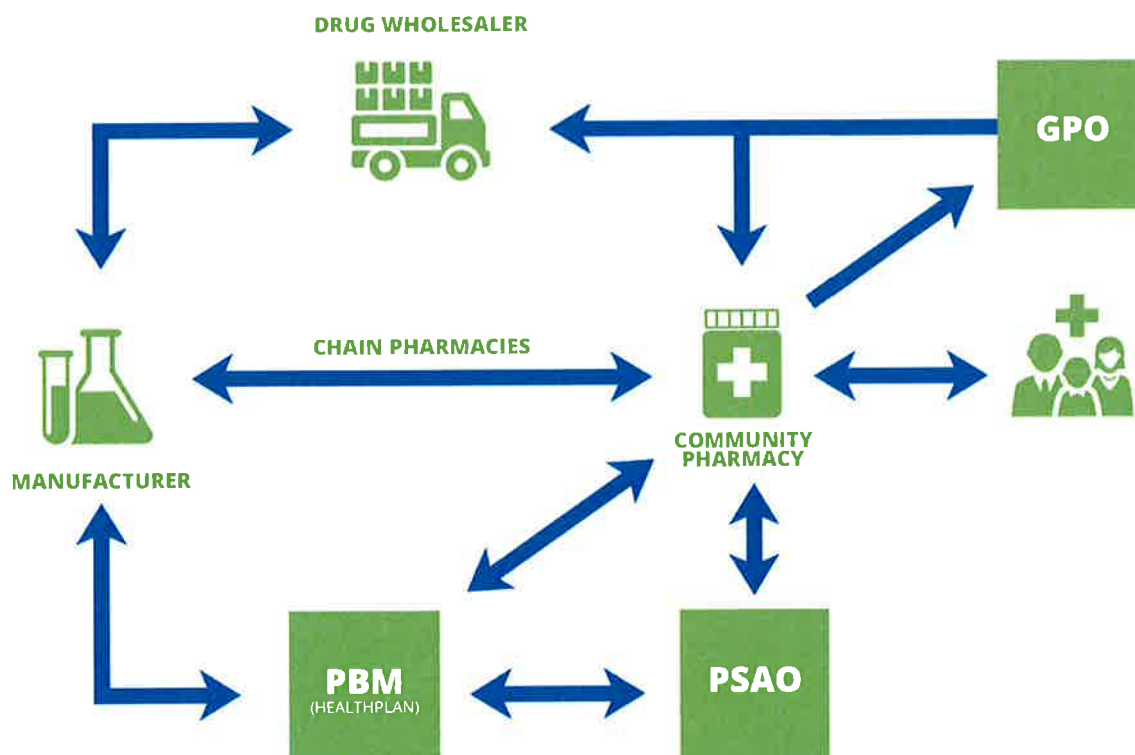 DRUG WHOLESALER
GPO
CHAIN PHARMACIES
COMMUNITY
PHARMACY
MANUFACTURER
PBM
(HEALTHPLAN)
PSAO